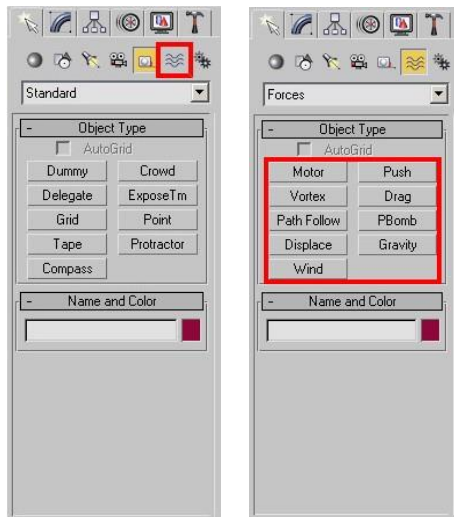 Standard
- Object Type
AutoGrid
Dummy Crowd
Delegate ExposeTm
Grid Point
Tape Protractor
Compass
- Name and Color
Forces
- Object Type
AutoGrid
Motor Push
Vortex Drag
Path Follow PBomb
Displace Gravity
Wind
- Name and Color